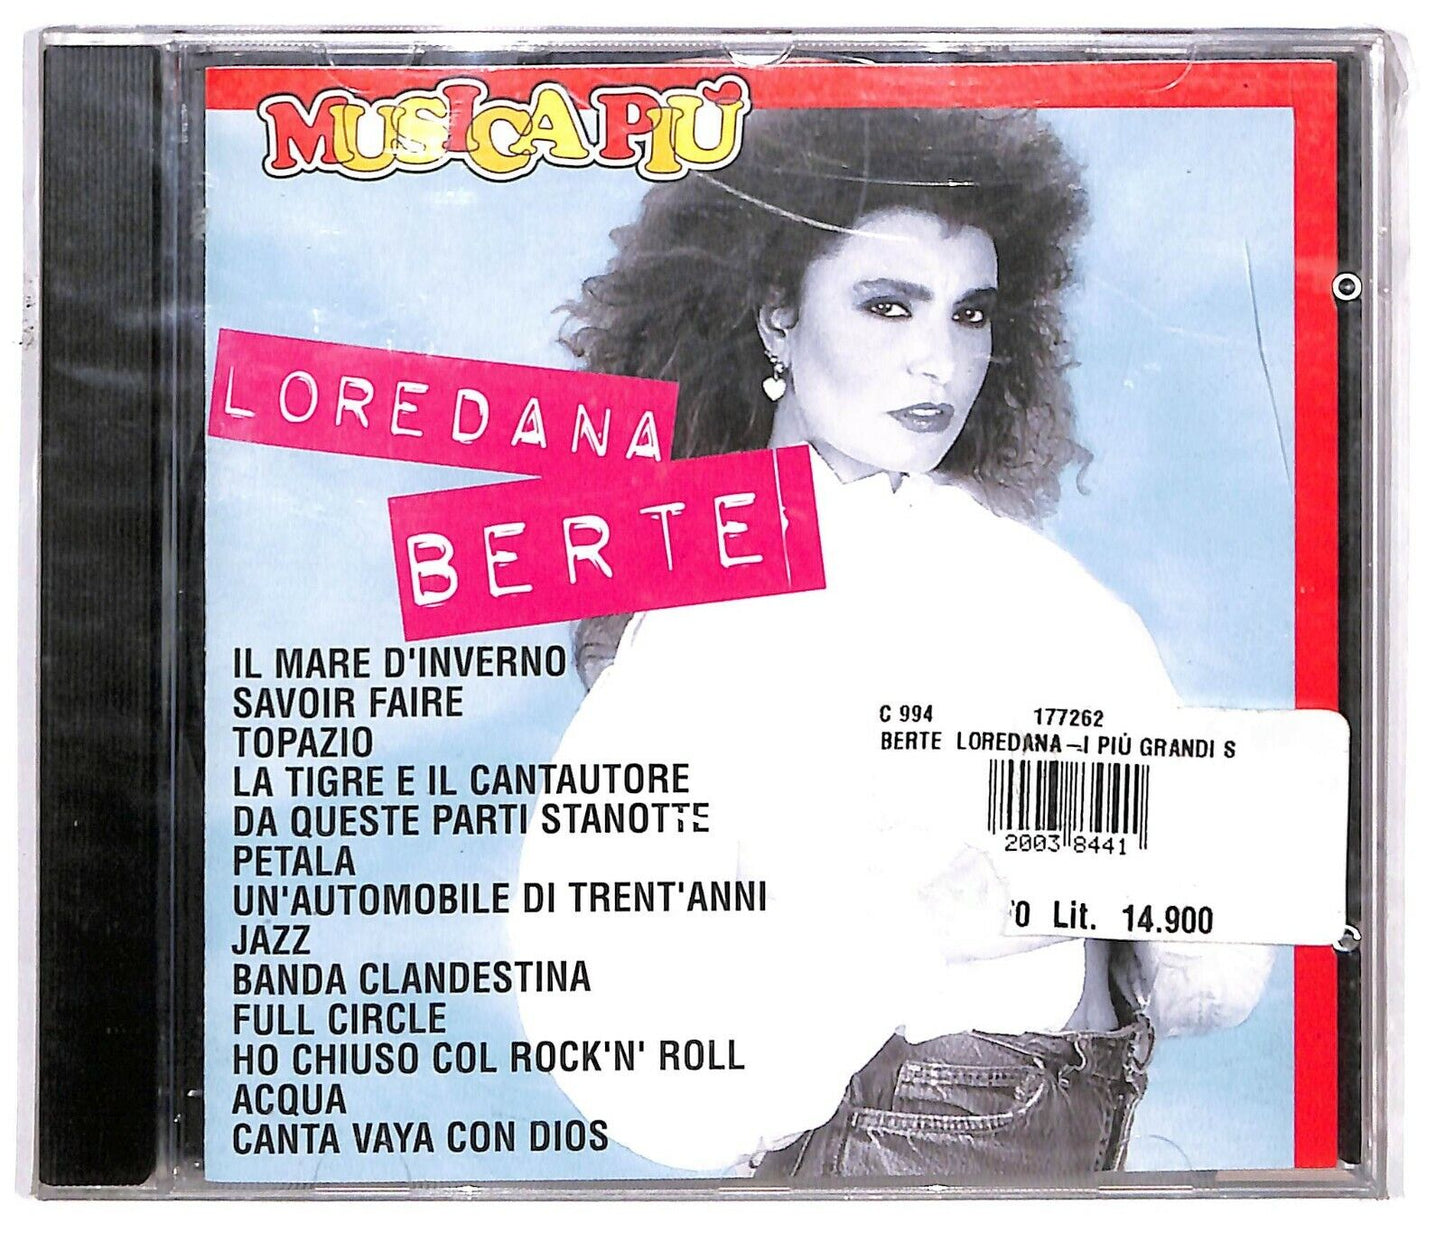 MUSICA PIÙ
LOREDANA
BERTE'
IL MARE D'INVERNO
SAVOIR FAIRE
TOPAZIO
LA TIGRE E IL CANTAUTORE
DA QUESTE PARTI STANOTTE
PETALA
UN'AUTOMOBILE DI TRENT'ANNI
JAZZ
BANDA CLANDESTINA
FULL CIRCLE
HO CHIUSO COL ROCK'N' ROLL
ACQUA
CANTA VAYA CON DIOS
C 994 177262
BERTE LOREDANA—I PIÙ GRANDI S
2003 8441
0 Lit. 14.900